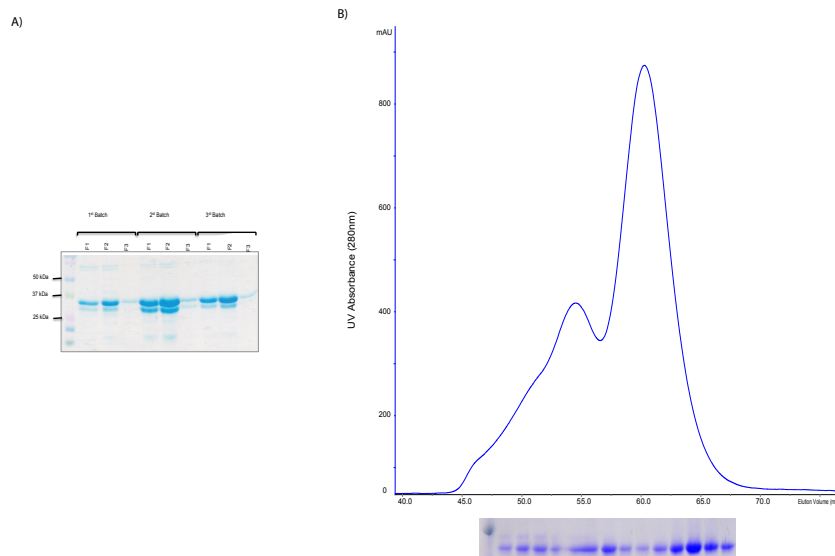 A)
1st Batch 2st Batch 3st Batch
F1 F2 F3 F1 F2 F3 F1 F2 F3
50 kDa
37 kDa
25 kDa
B)
mAU
800
600
400
200
0
UV Absorbance (280nm)
40.0 45.0 50.0 55.0 60.0 65.0 70.0
Elution Volume (m